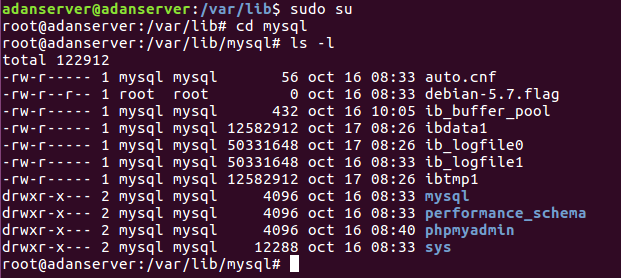 adanserver@adanserver:/var/lib$ sudo su
root@adanserver:/var/lib# cd mysql
root@adanserver:/var/lib/mysql# ls -l
total 122912
-rw-r----- 1 mysql mysql       56 oct 16 08:33 auto.cnf
-rw-r--r-- 1 root  root         0 oct 16 08:33 debian-5.7.flag
-rw-r----- 1 mysql mysql      432 oct 16 10:05 ib_buffer_pool
-rw-r----- 1 mysql mysql 12582912 oct 17 08:26 ibdata1
-rw-r----- 1 mysql mysql 50331648 oct 17 08:26 ib_logfile0
-rw-r----- 1 mysql mysql 50331648 oct 16 08:33 ib_logfile1
-rw-r----- 1 mysql mysql 12582912 oct 17 08:26 ibtmp1
drwxr-x--- 2 mysql mysql     4096 oct 16 08:33 mysql
drwxr-x--- 2 mysql mysql     4096 oct 16 08:33 performance_schema
drwxr-x--- 2 mysql mysql     4096 oct 16 08:40 phpmyadmin
drwxr-x--- 2 mysql mysql    12288 oct 16 08:33 sys
root@adanserver:/var/lib/mysql#